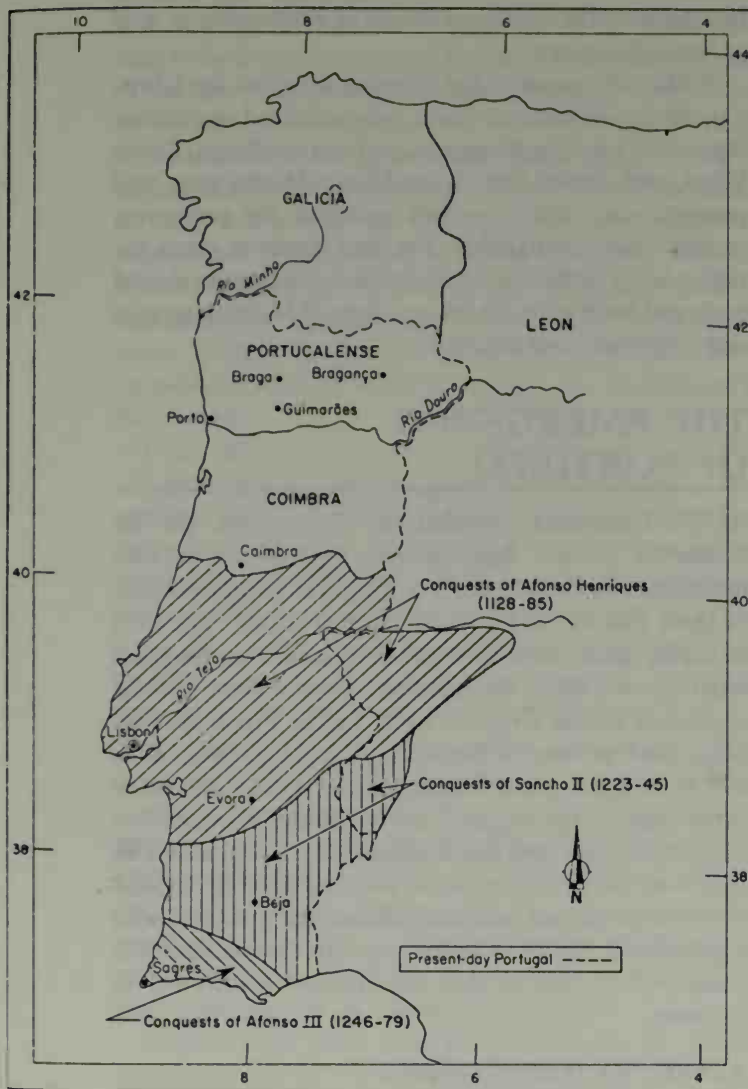 10 8 6 4
44
GALICIA
Rio Minho
42
42
LEON
PORTUCALENSE
Braga
Bragança
Guimarães
Rio Douro
Porto
COIMBRA
Coimbra
40
40
Conquests of Afonso Henriques
(1128-85)
Rio Tejo
Lisbon
Conquests of Sancho II (1223-45)
Evora
38
38
Beja
N
Sagres
Present-day Portugal
Conquests of Afonso III (1246-79)
8 6 4